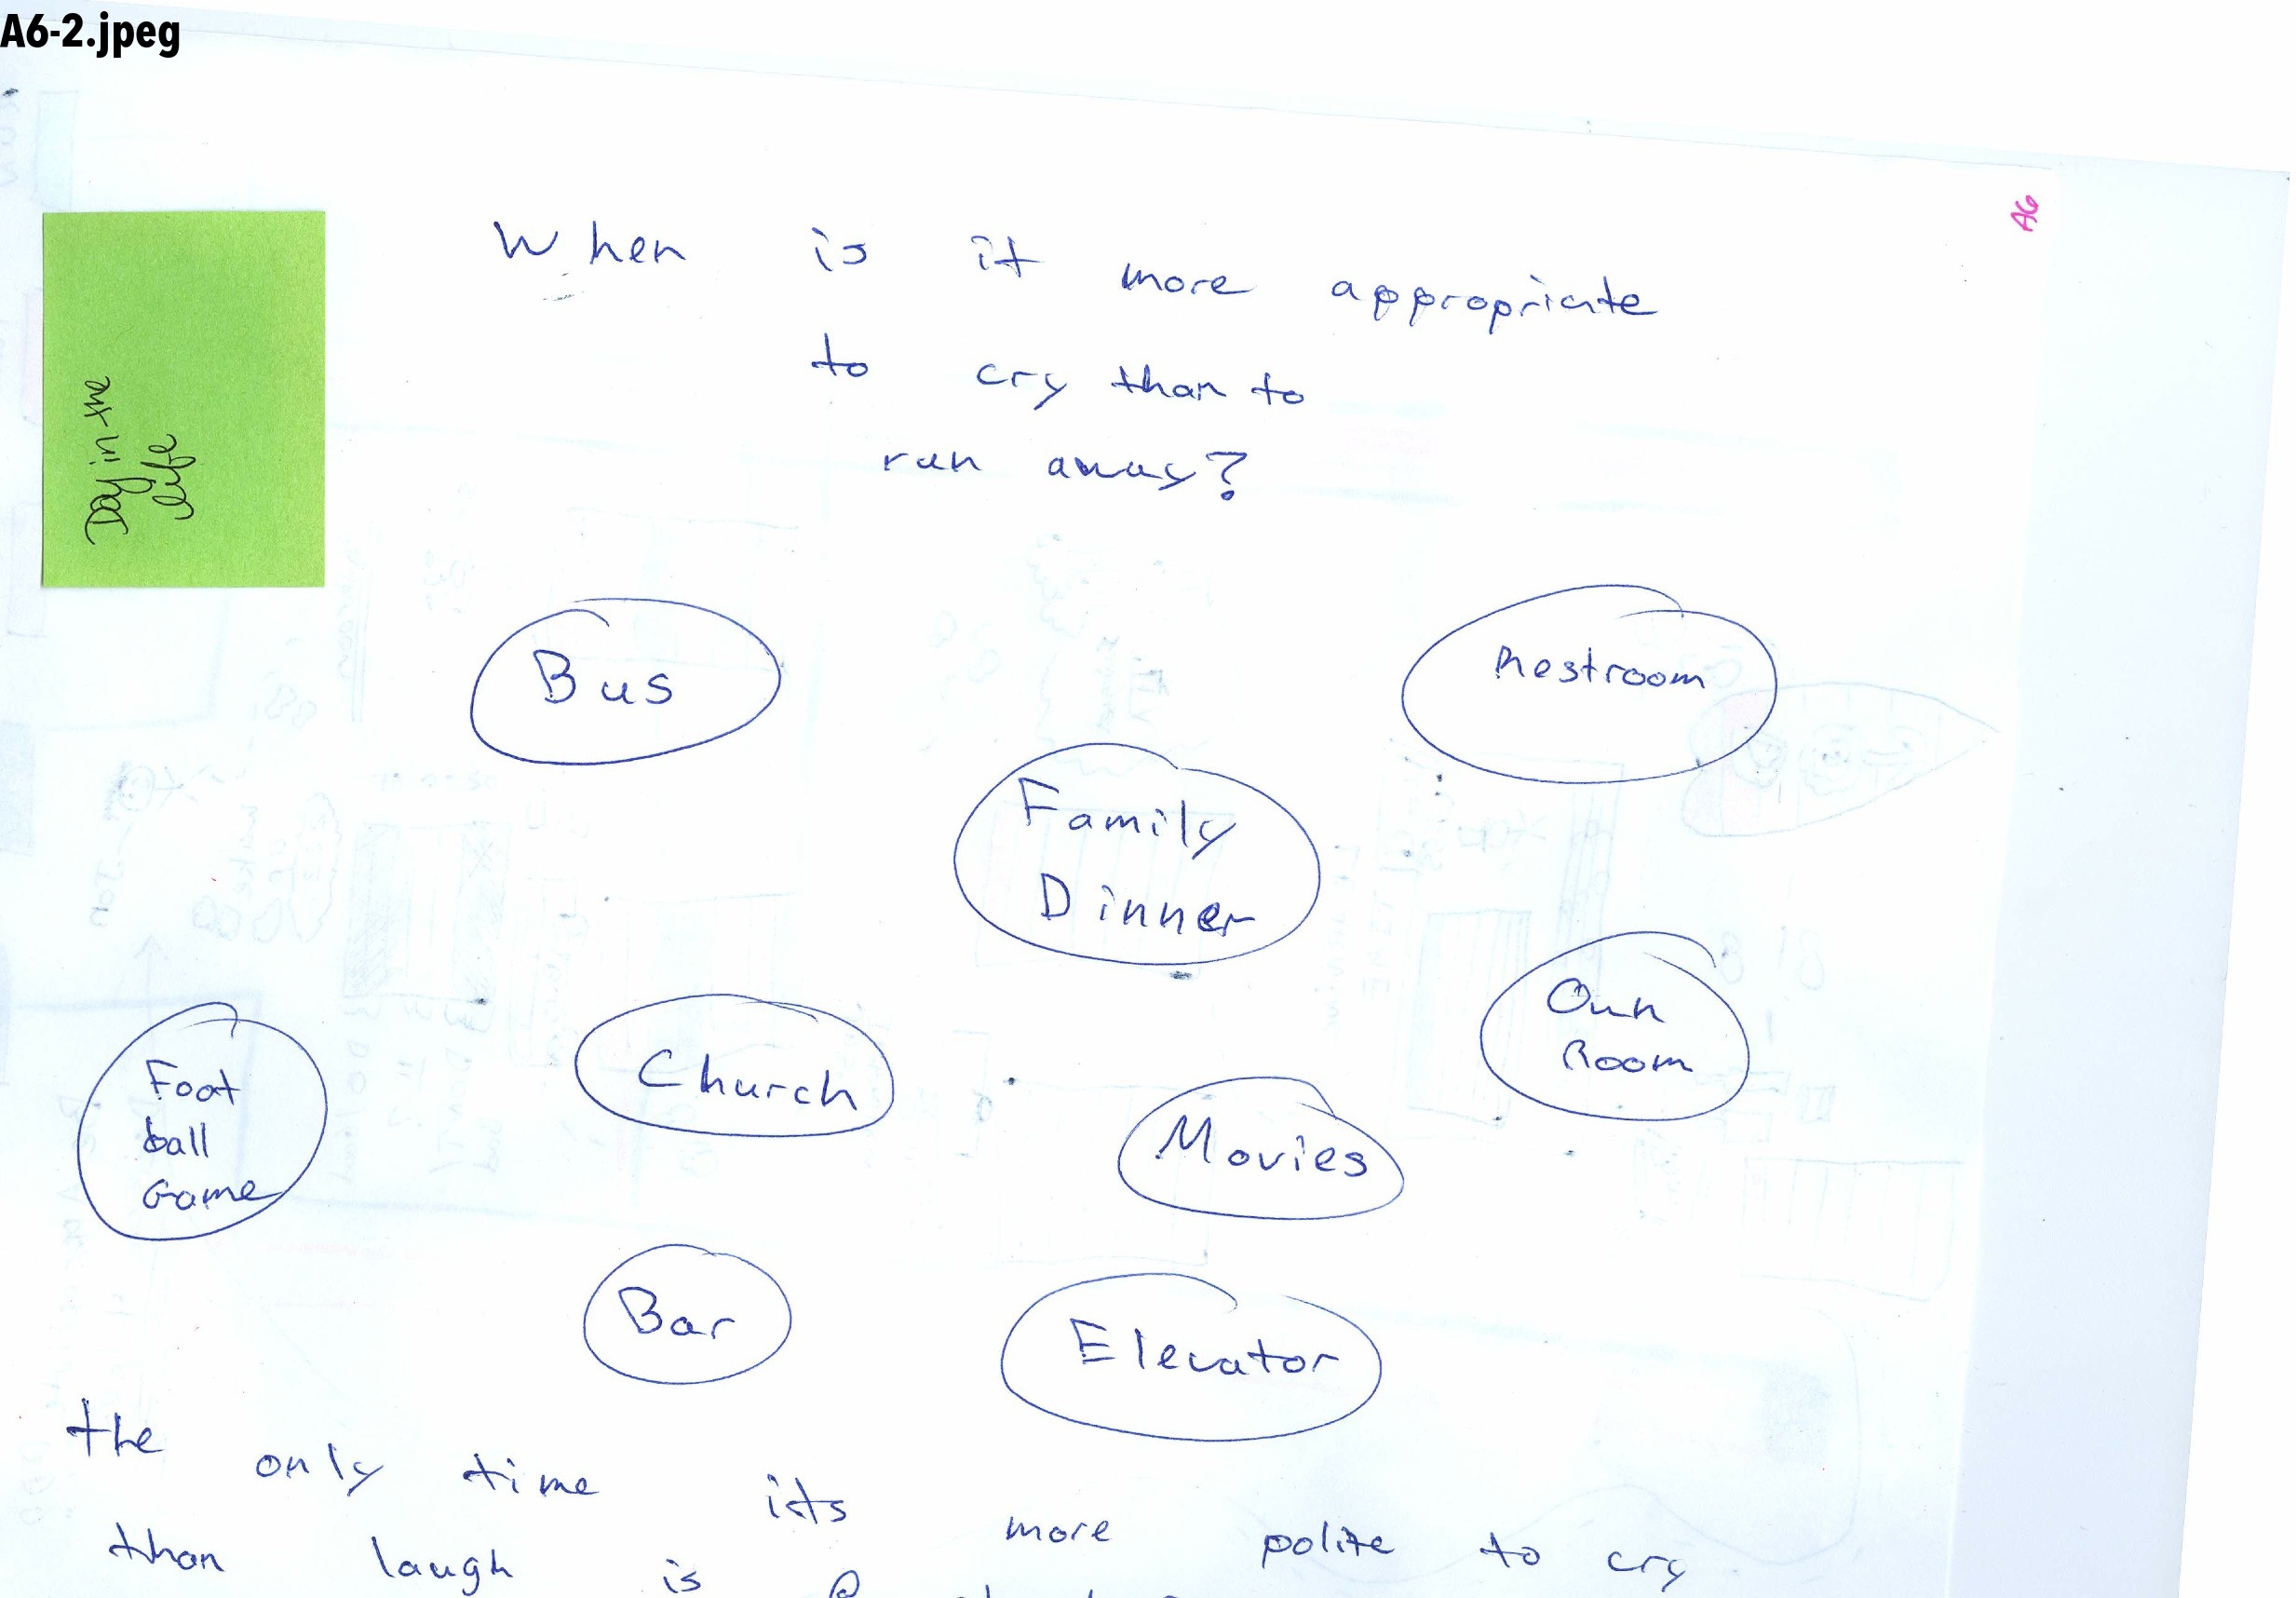 A6-2.jpeg
A6
When is it more appropriate
to cry than to
run away?
Day in the
life
Bus
Restroom
Family
Dinner
Own
Room
Foot
ball
Game
Church
Movies
Bar
Elevator
the only time its more polite to cry
than laugh is